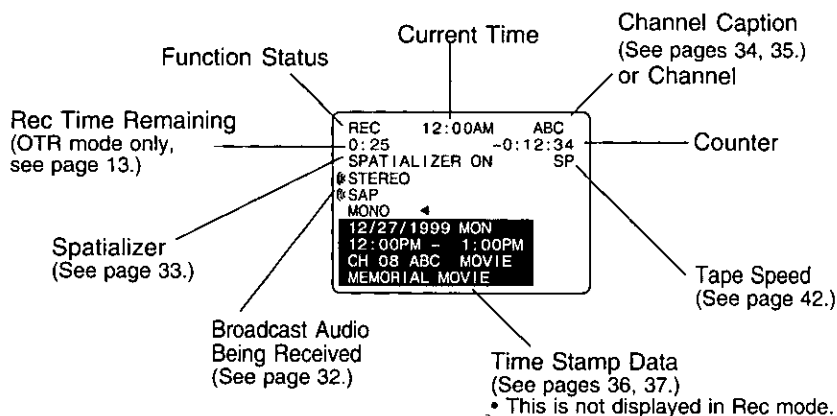 Function Status
Current Time
Channel Caption
(See pages 34, 35.)
or Channel
Rec Time Remaining
(OTR mode only,
see page 13.)
REC 12:00AM ABC
0:25 -0:12:34
SPATIALIZER ON SP
STEREO
SAP
MONO ◄
12/27/1999 MON
12:00PM - 1:00PM
CH 08 ABC MOVIE
MEMORIAL MOVIE
Counter
Spatializer
(See page 33.)
Tape Speed
(See page 42.)
Broadcast Audio
Being Received
(See page 32.)
Time Stamp Data
(See pages 36, 37.)
• This is not displayed in Rec mode.